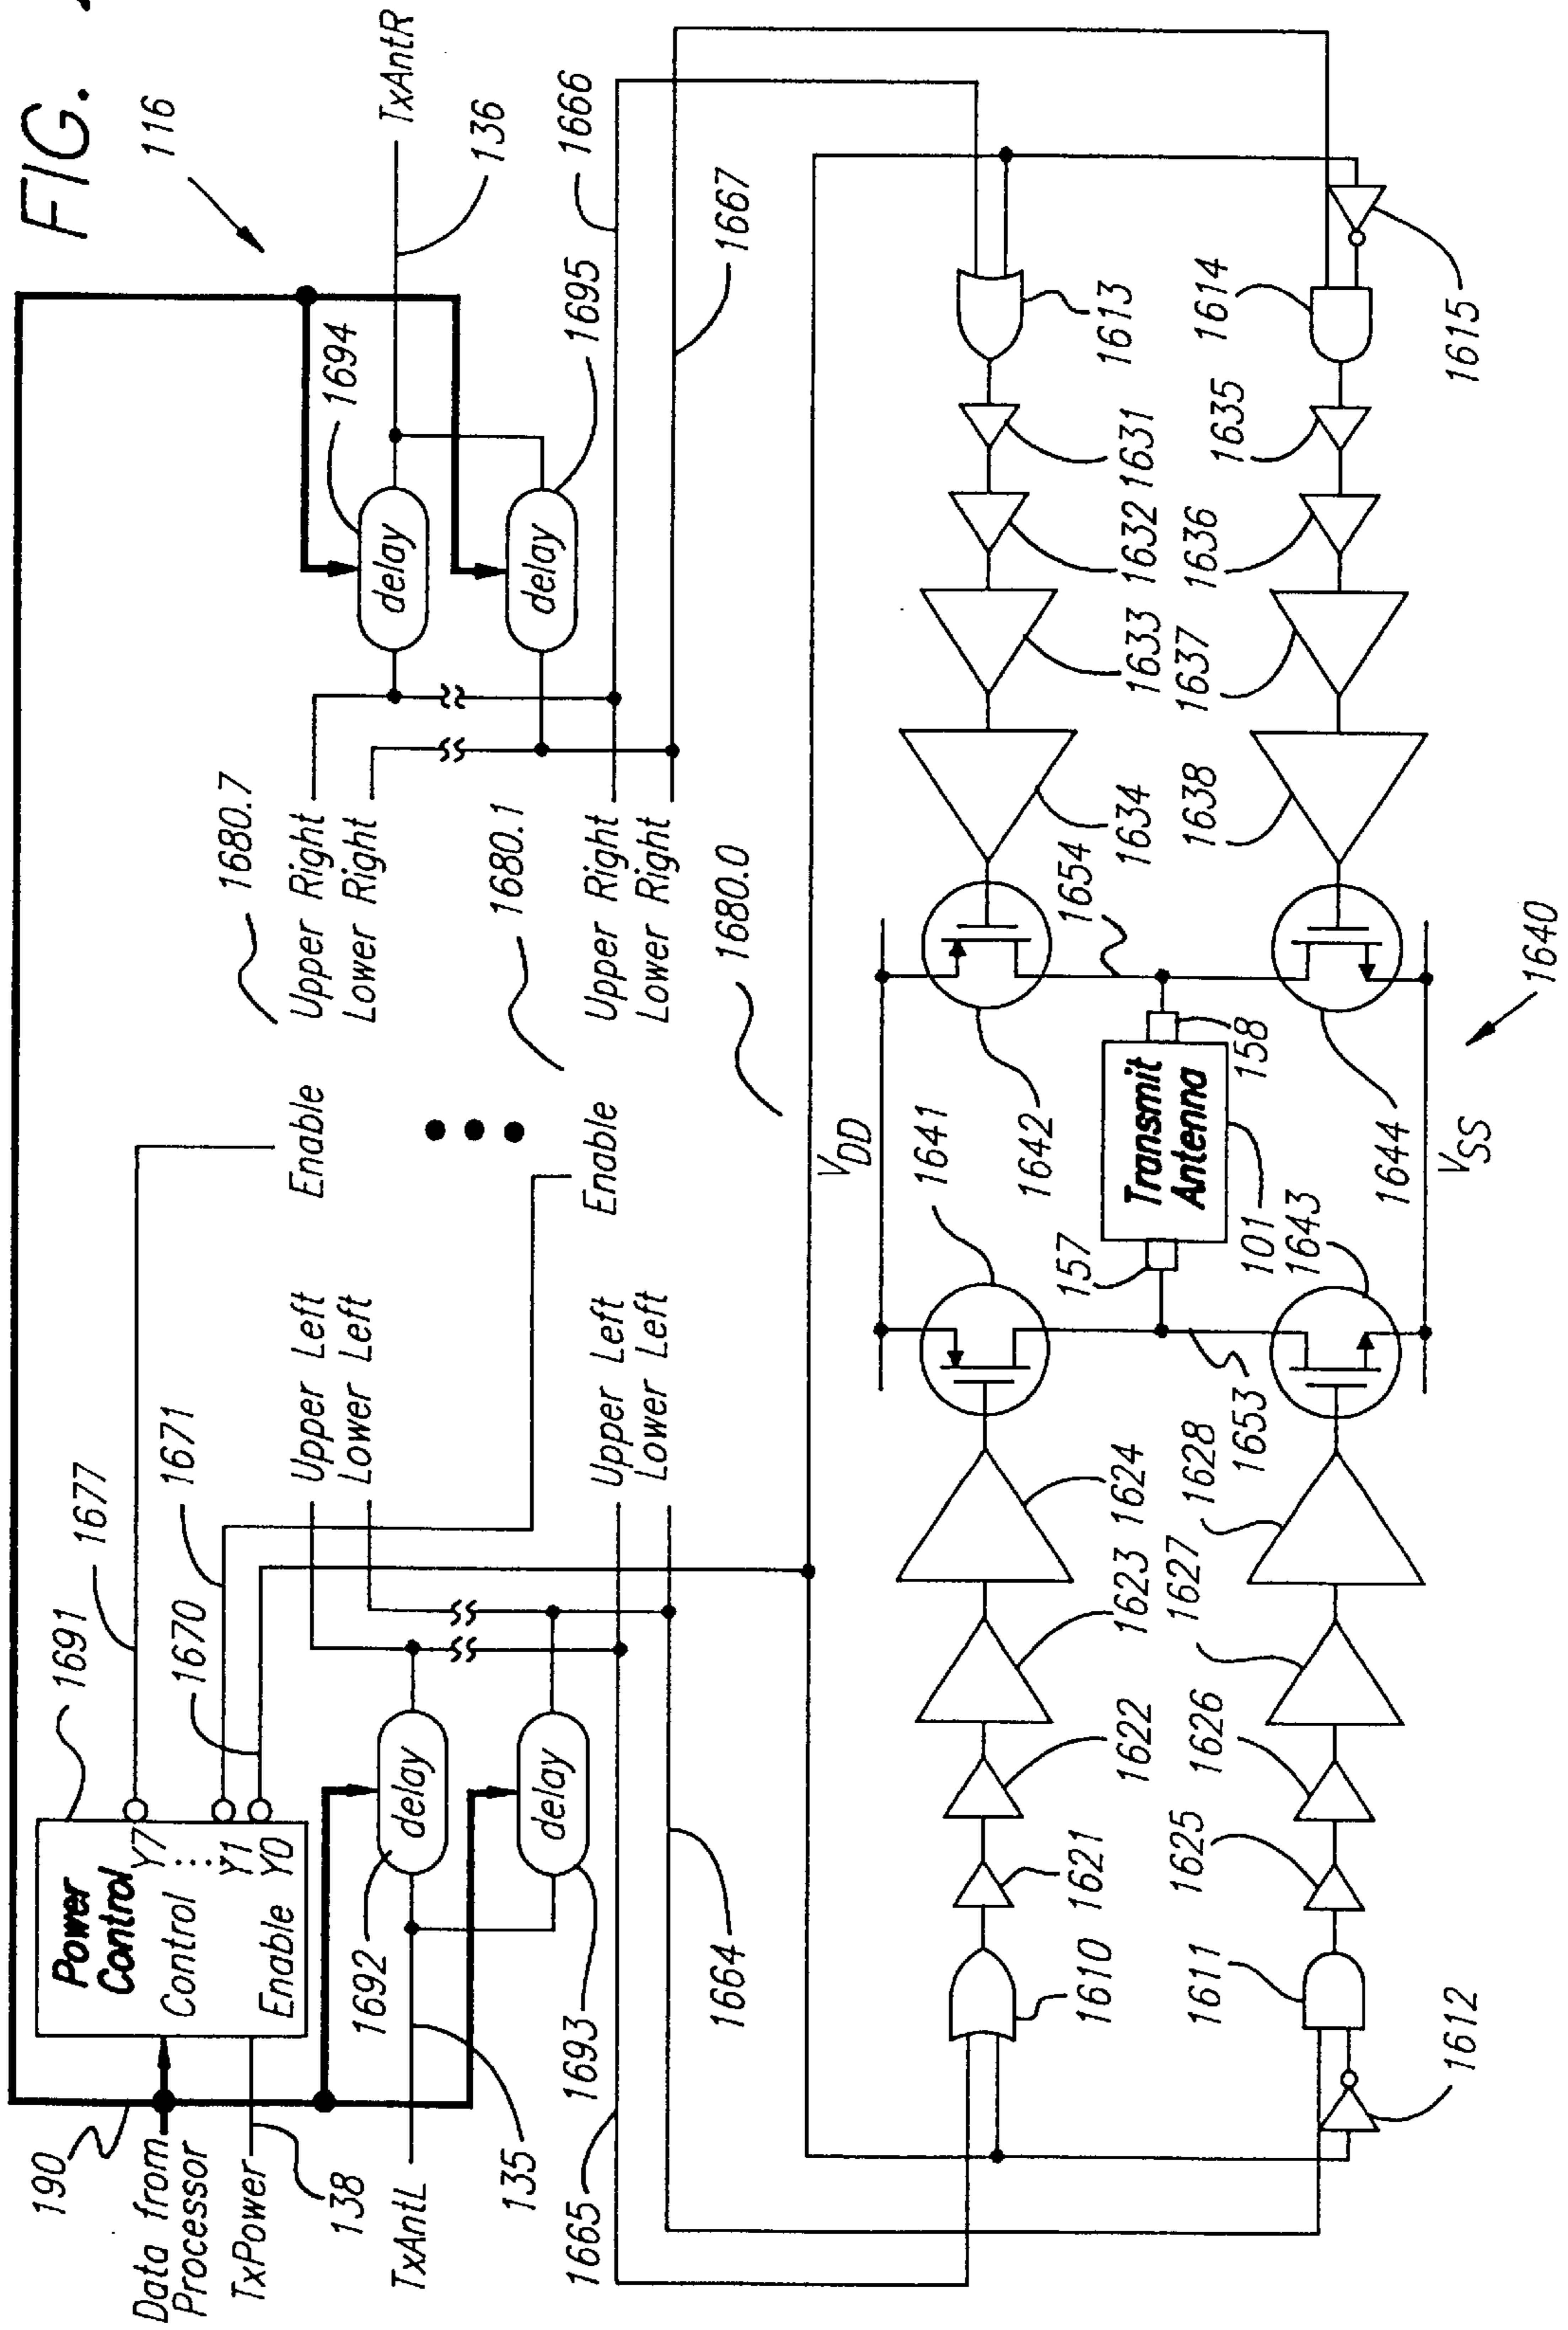 FIG.
116
190
Data from
Processor
TxPower
138
TxAntL
135
1665
Power
Control
Control
Enable
Y7
Y1
Y0
1691
1677
1670
1671
1692
delay
1693
delay
1664
Upper Left
Lower Left
Upper Left
Lower Left
Enable
Enable
1680.7
Upper Right
Lower Right
1680.1
Upper Right
Lower Right
1680.0
1694
delay
1695
delay
TxAntR
136
1666
1667
VDD
1610
1621
1622
1623
1624
1641
1642
1654
1634
1633
1632
1631
1613
157
Transmit
Antenna
158
101
1612
1611
1625
1626
1627
1628
1653
1643
1644
1638
1637
1636
1635
1614
1615
VSS
1640